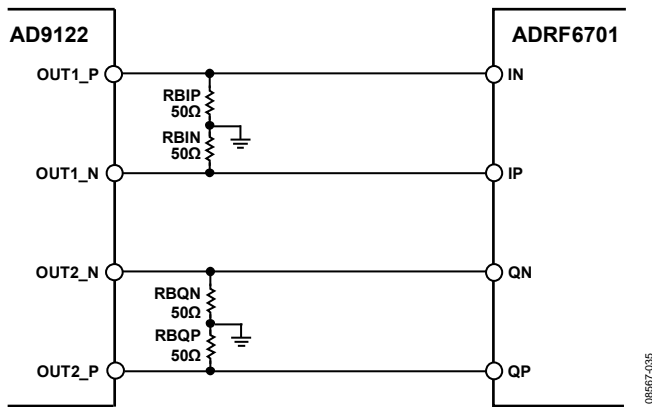 AD9122
ADRF6701
OUT1_P
IN
RBIP
50Ω
RBIN
50Ω
OUT1_N
IP
OUT2_N
QN
RBQN
50Ω
RBQP
50Ω
OUT2_P
QP
08567-035